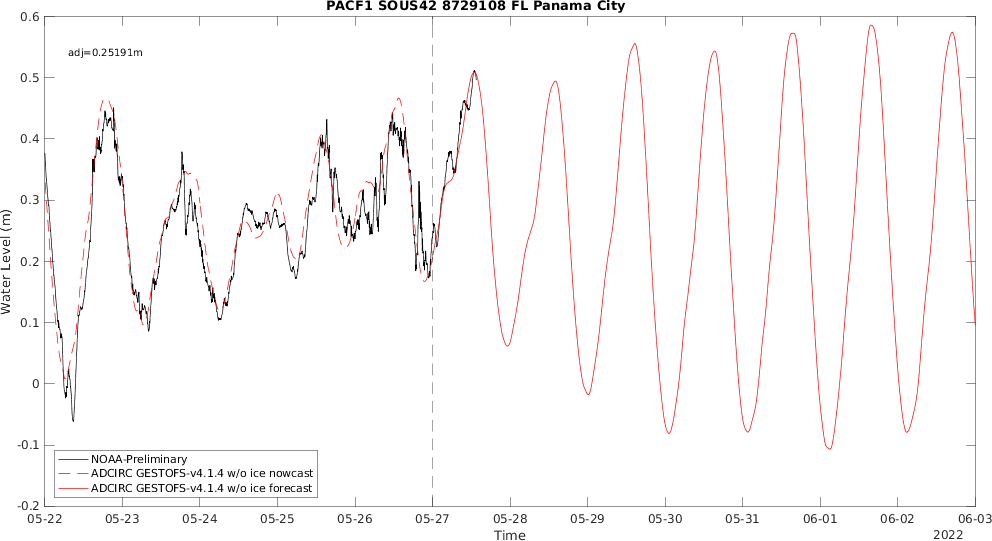 PACF1 SOUS42 8729108 FL Panama City
adj=0.25191m
Water Level (m)
0.6
0.5
0.4
0.3
0.2
0.1
0
-0.1
-0.2
NOAA-Preliminary
ADCIRC GESTOFS-v4.1.4 w/o ice nowcast
ADCIRC GESTOFS-v4.1.4 w/o ice forecast
05-22 05-23 05-24 05-25 05-26 05-27 05-28 05-29 05-30 05-31 06-01 06-02 06-03
Time
2022